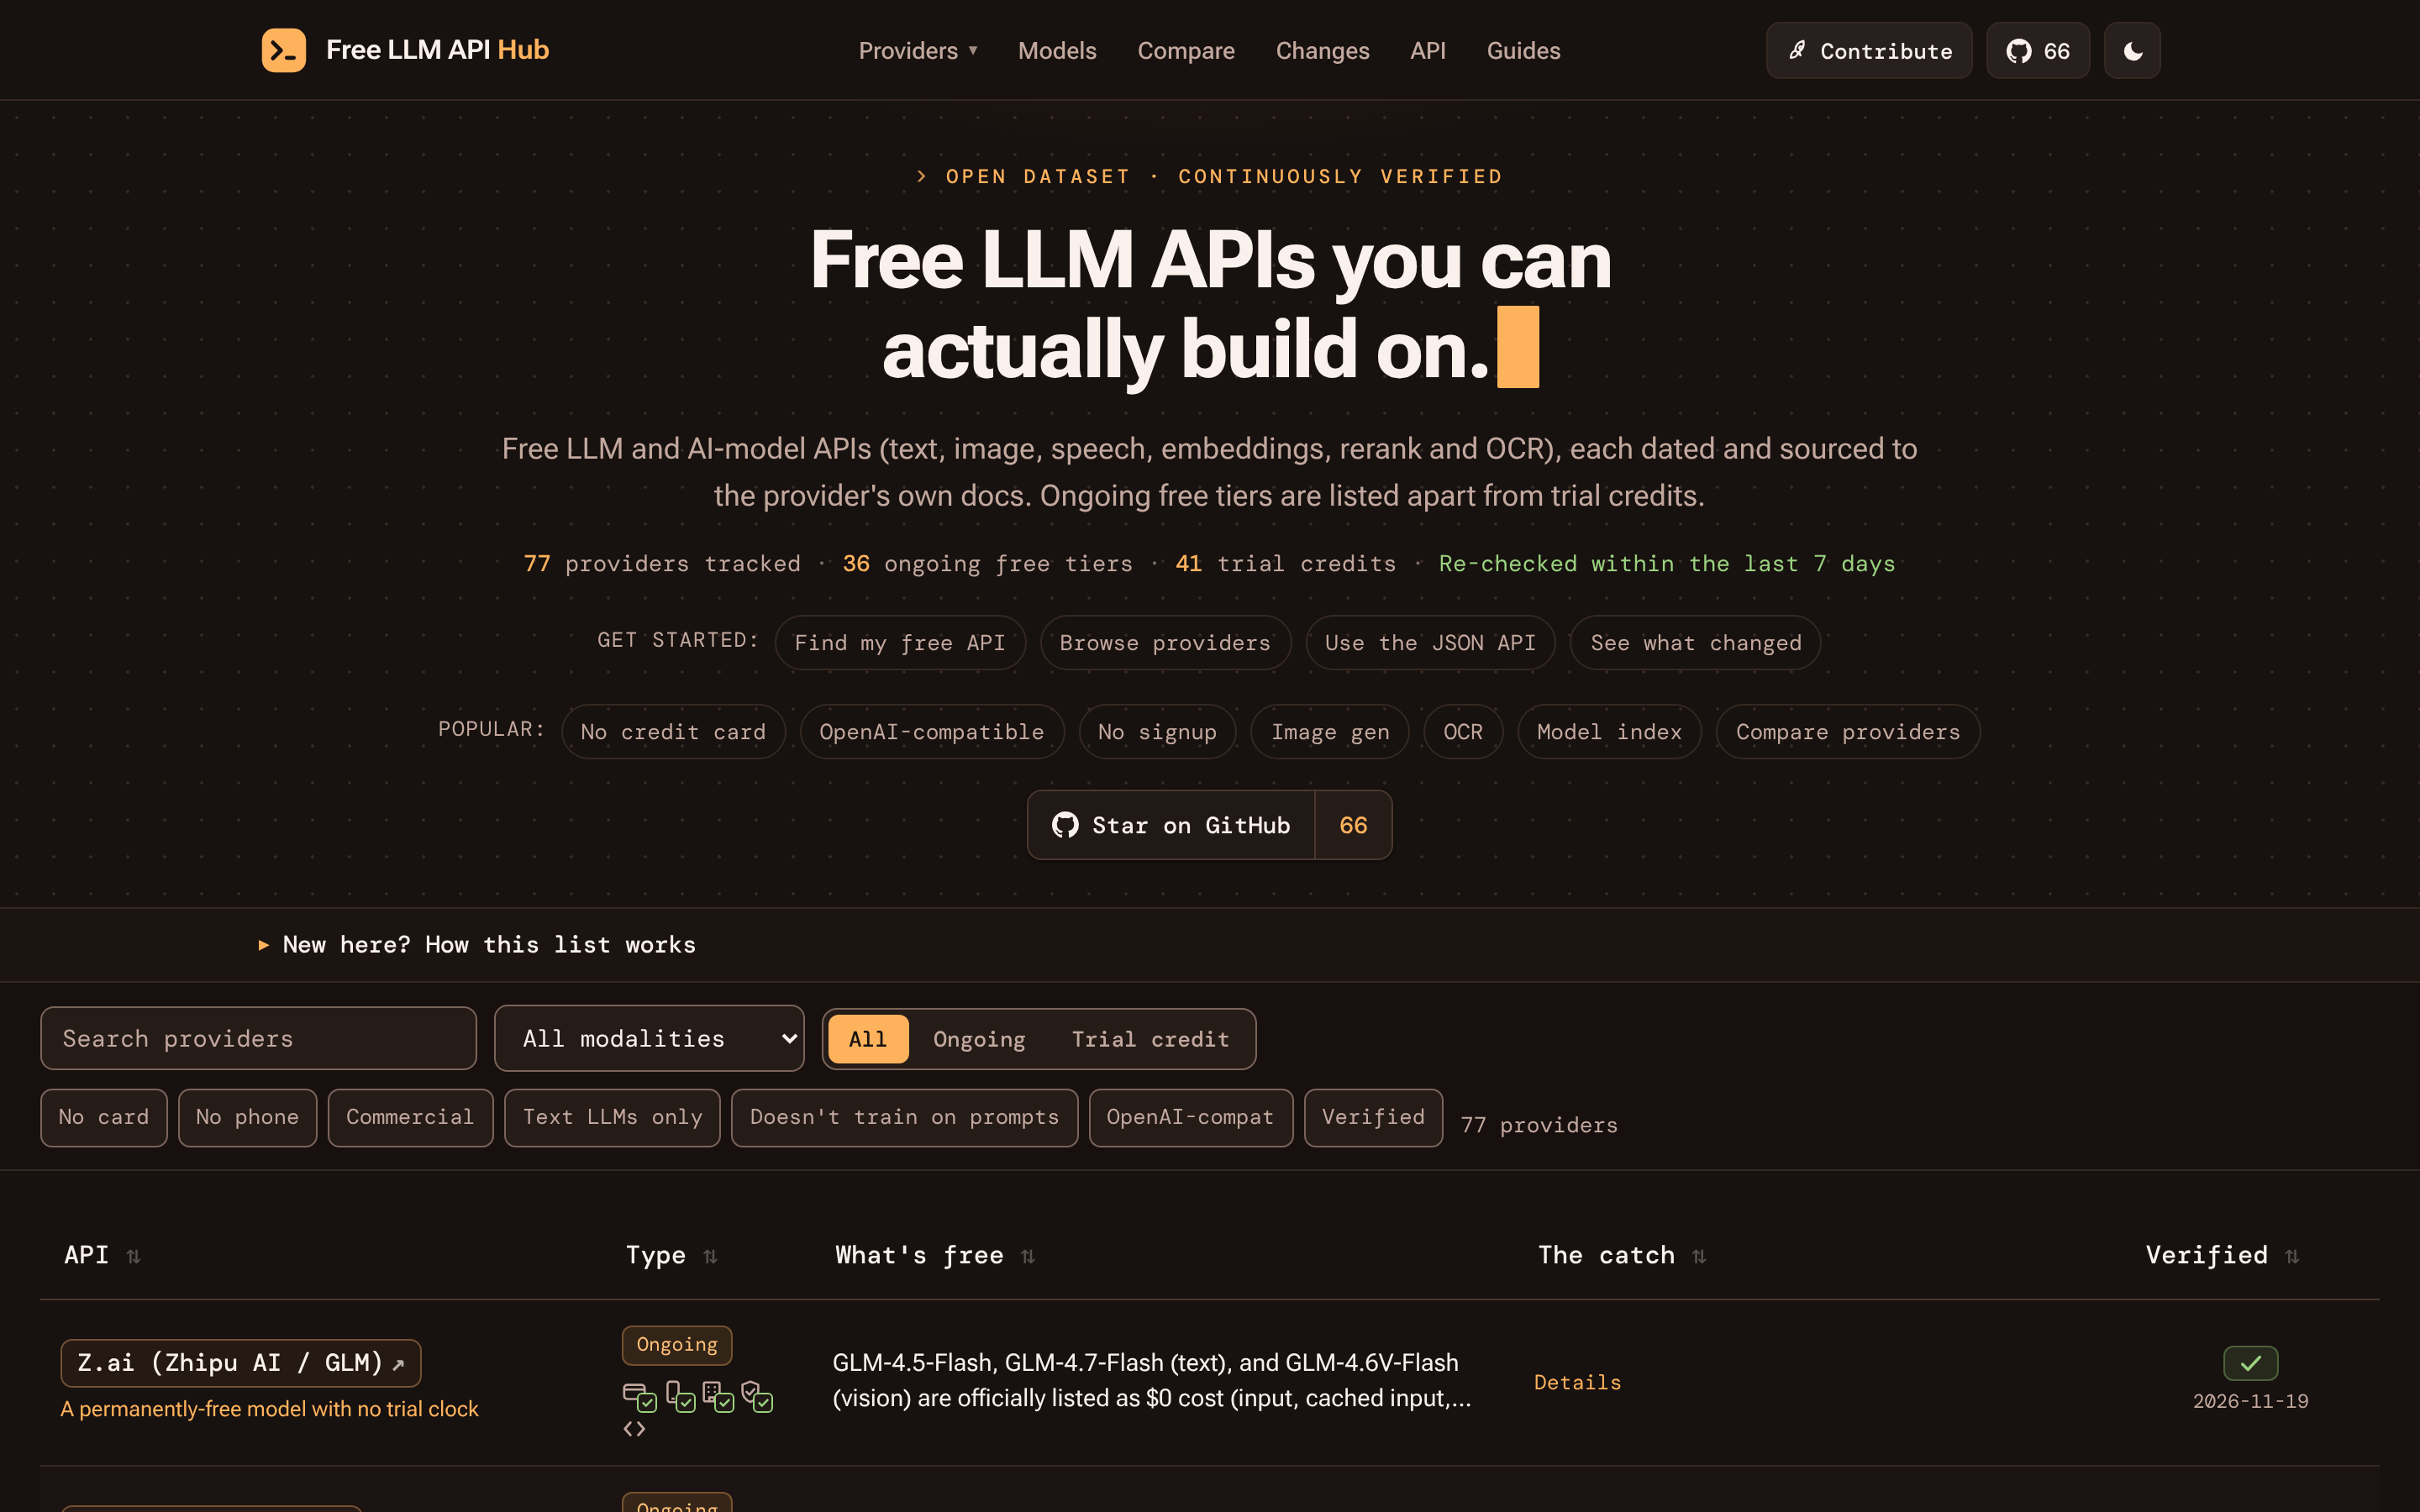 Free LLM API Hub
Providers ▾ Models Compare Changes API Guides
Contribute 66
› OPEN DATASET · CONTINUOUSLY VERIFIED
Free LLM APIs you can
actually build on.
Free LLM and AI-model APIs (text, image, speech, embeddings, rerank and OCR), each dated and sourced to
the provider's own docs. Ongoing free tiers are listed apart from trial credits.
77 providers tracked · 36 ongoing free tiers · 41 trial credits · Re-checked within the last 7 days
GET STARTED: Find my free API Browse providers Use the JSON API See what changed
POPULAR: No credit card OpenAI-compatible No signup Image gen OCR Model index Compare providers
Star on GitHub 66
▸ New here? How this list works
Search providers All modalities All Ongoing Trial credit
No card No phone Commercial Text LLMs only Doesn't train on prompts OpenAI-compat Verified 77 providers
API ⇅ Type ⇅ What's free ⇅ The catch ⇅ Verified ⇅
Z.ai (Zhipu AI / GLM) ↗
A permanently-free model with no trial clock
Ongoing
GLM-4.5-Flash, GLM-4.7-Flash (text), and GLM-4.6V-Flash
(vision) are officially listed as $0 cost (input, cached input,...
Details
2026-11-19
Ongoing